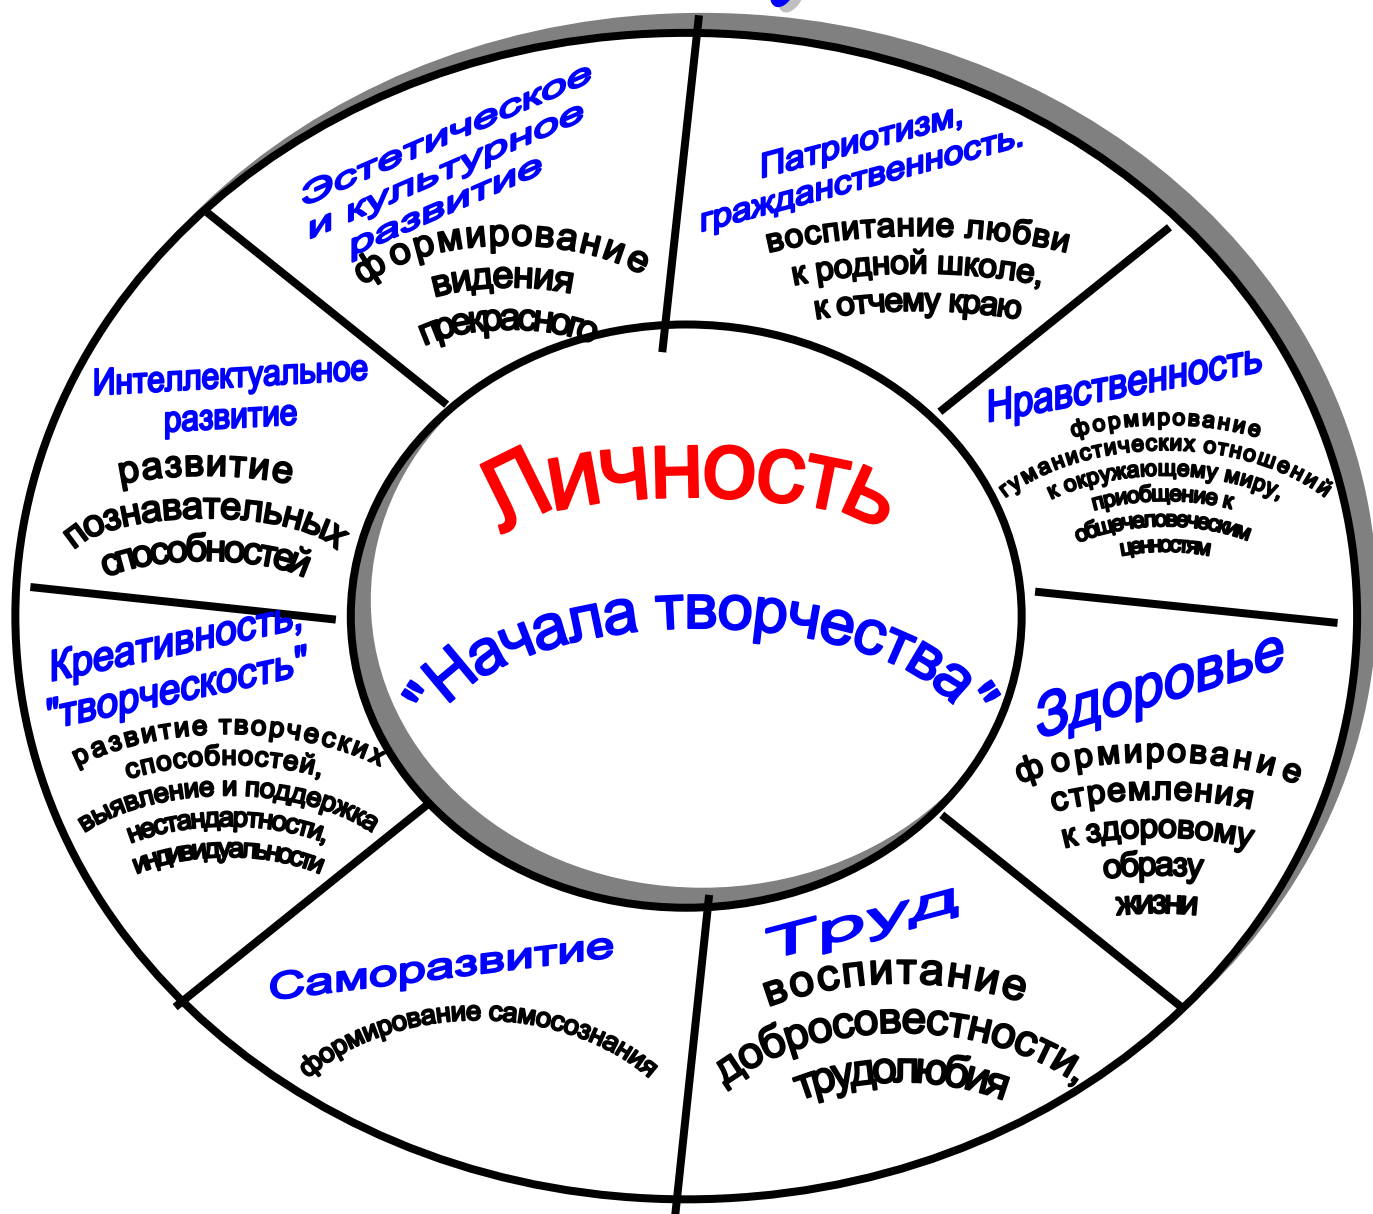 Эстетическое
и культурное
развитие
формирование
видения
прекрасного
Патриотизм,
гражданственность.
воспитание любви
к родной школе,
к отчему краю
Нравственность
формирование
гуманистических отношений
к окружающему миру,
приобщение к
общечеловеческим
ценностям
Здоровье
формирование
стремления
к здоровому
образу
жизни
Труд
воспитание
добросовестности,
трудолюбия
Саморазвитие
формирование самосознания
Креативность,
"творческость"
развитие творческих
способностей,
выявление и поддержка
нестандартности,
индивидуальности
Интеллектуальное
развитие
развитие
познавательных
способностей
Личность
"Начала творчества"